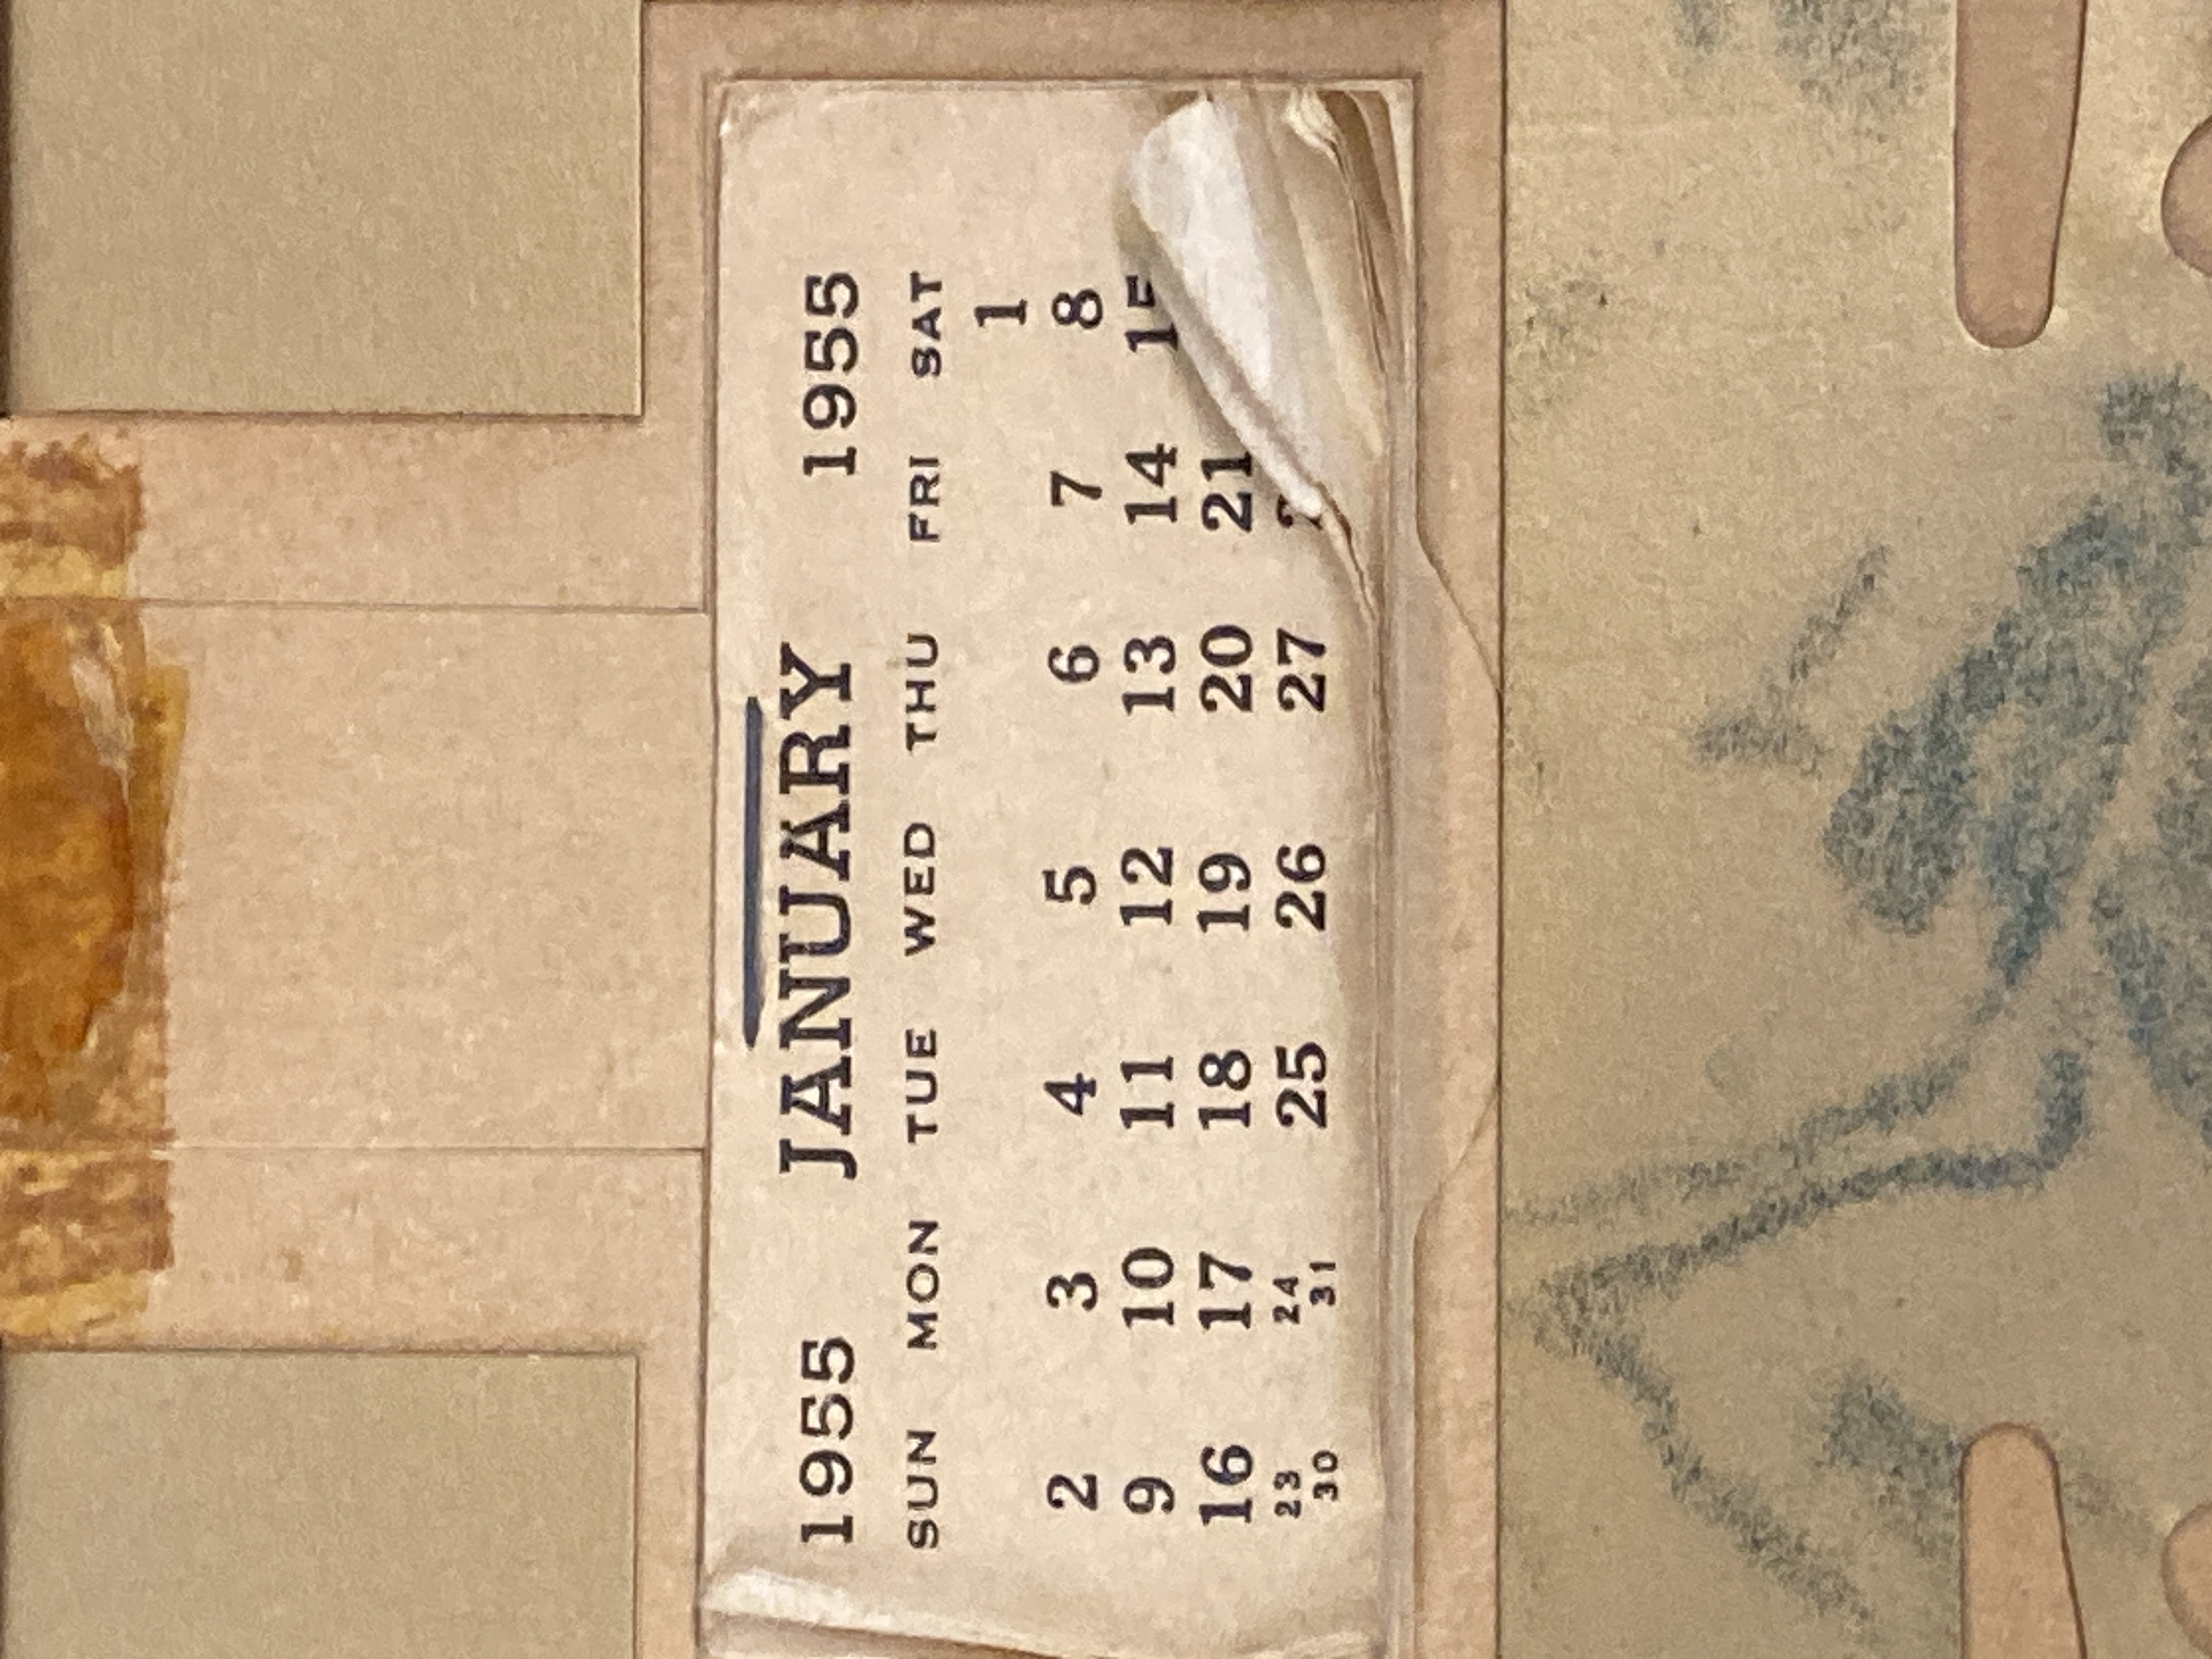 1955 JANUARY 1955
SUN MON TUE WED THU FRI SAT
1
2 3 4 5 6 7 8
9 10 11 12 13 14 15
16 17 18 19 20 21
23 24 25 26 27
30 31